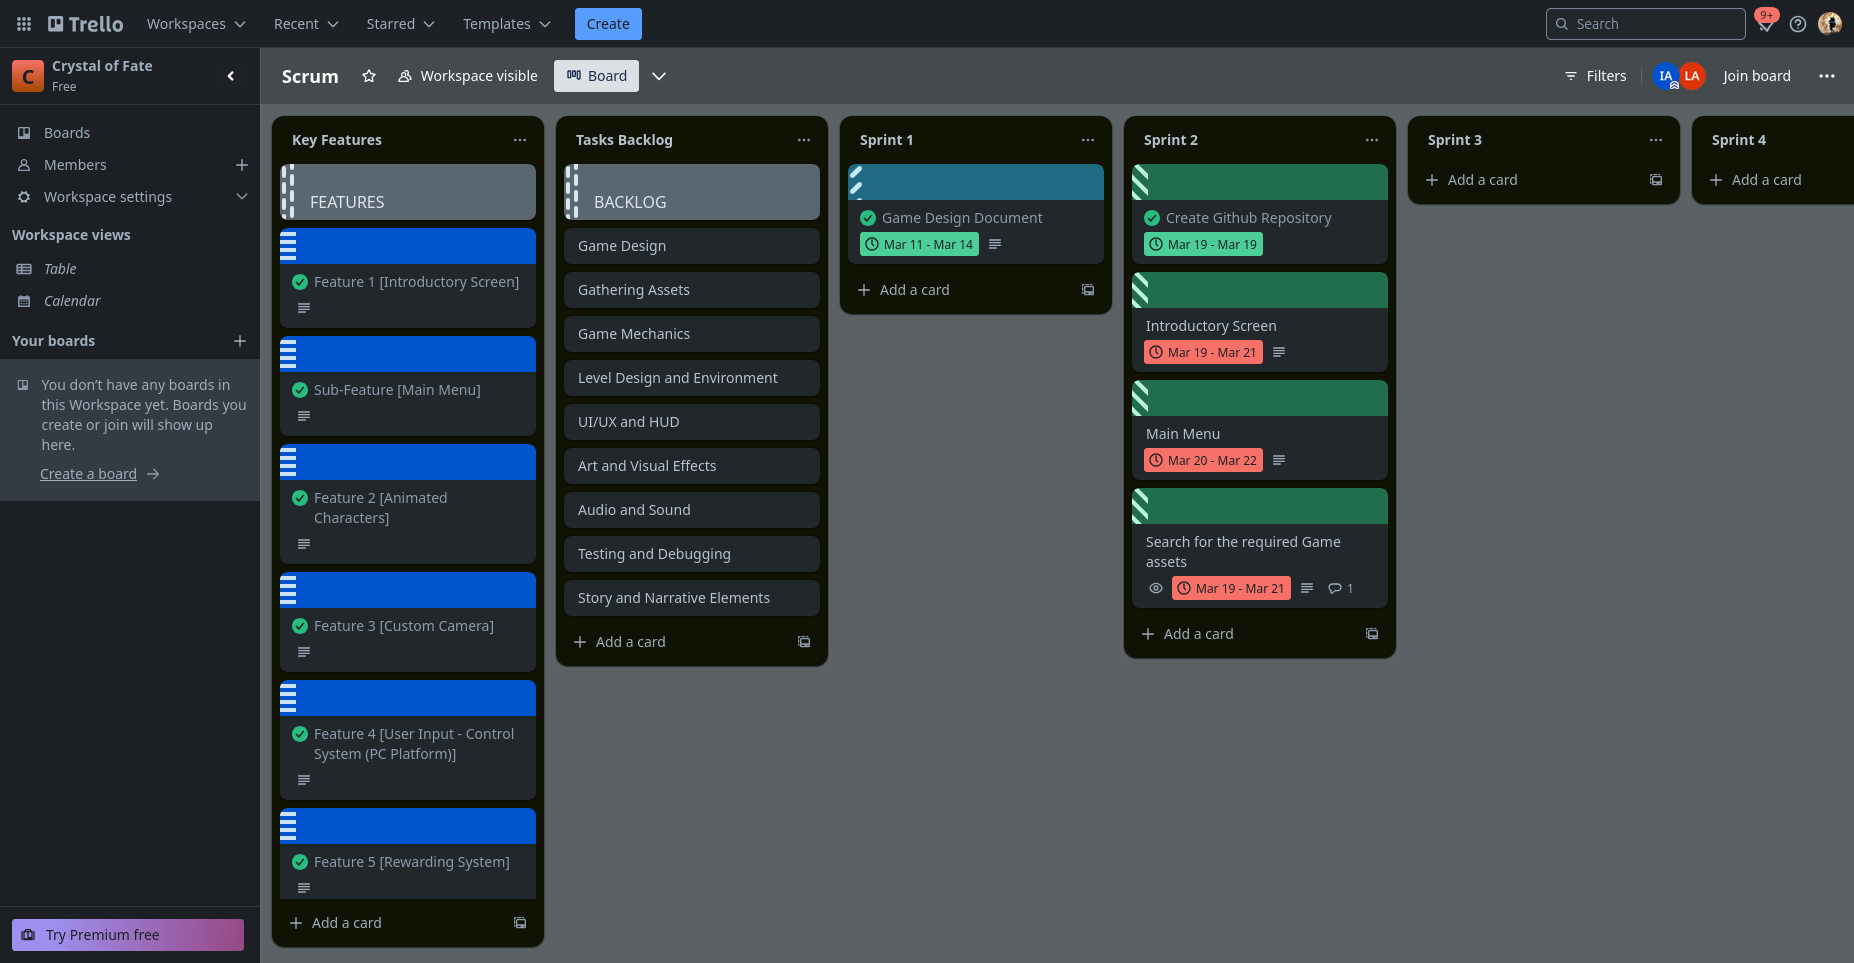 Trello
Workspaces
Recent
Starred
Templates
Create
Search
9+
C
Crystal of Fate
Free
Boards
Members
Workspace settings
Workspace views
Table
Calendar
Your boards
You don't have any boards in
this Workspace yet. Boards you
create or join will show up
here.
Create a board
Try Premium free
Scrum
Workspace visible
Board
Filters
IA
LA
Join board
Key Features
FEATURES
Feature 1 [Introductory Screen]
Sub-Feature [Main Menu]
Feature 2 [Animated
Characters]
Feature 3 [Custom Camera]
Feature 4 [User Input - Control
System (PC Platform)]
Feature 5 [Rewarding System]
Add a card
Tasks Backlog
BACKLOG
Game Design
Gathering Assets
Game Mechanics
Level Design and Environment
UI/UX and HUD
Art and Visual Effects
Audio and Sound
Testing and Debugging
Story and Narrative Elements
Add a card
Sprint 1
Game Design Document
Mar 11 - Mar 14
Add a card
Sprint 2
Create Github Repository
Mar 19 - Mar 19
Introductory Screen
Mar 19 - Mar 21
Main Menu
Mar 20 - Mar 22
Search for the required Game
assets
Mar 19 - Mar 21
1
Add a card
Sprint 3
Add a card
Sprint 4
Add a card